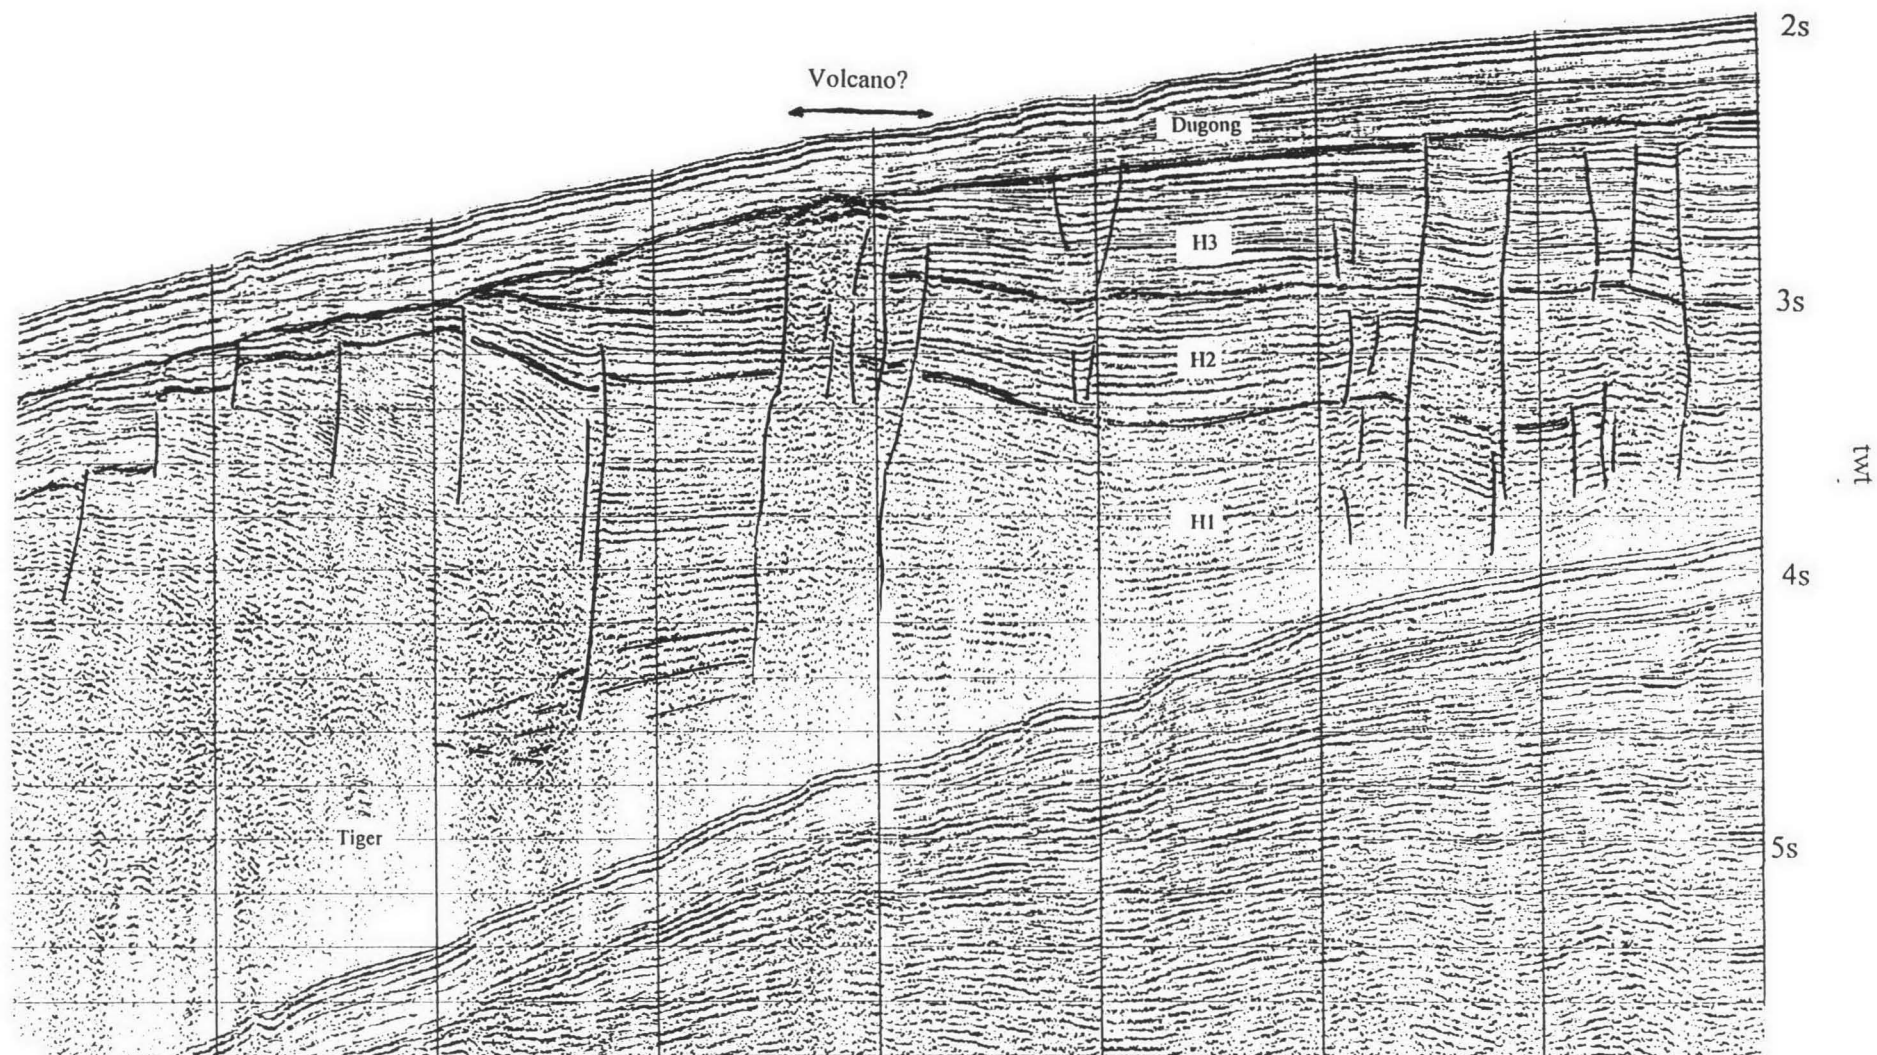 2s
Volcano?
Dugong
H3
3s
H2
twt
H1
4s
Tiger
5s